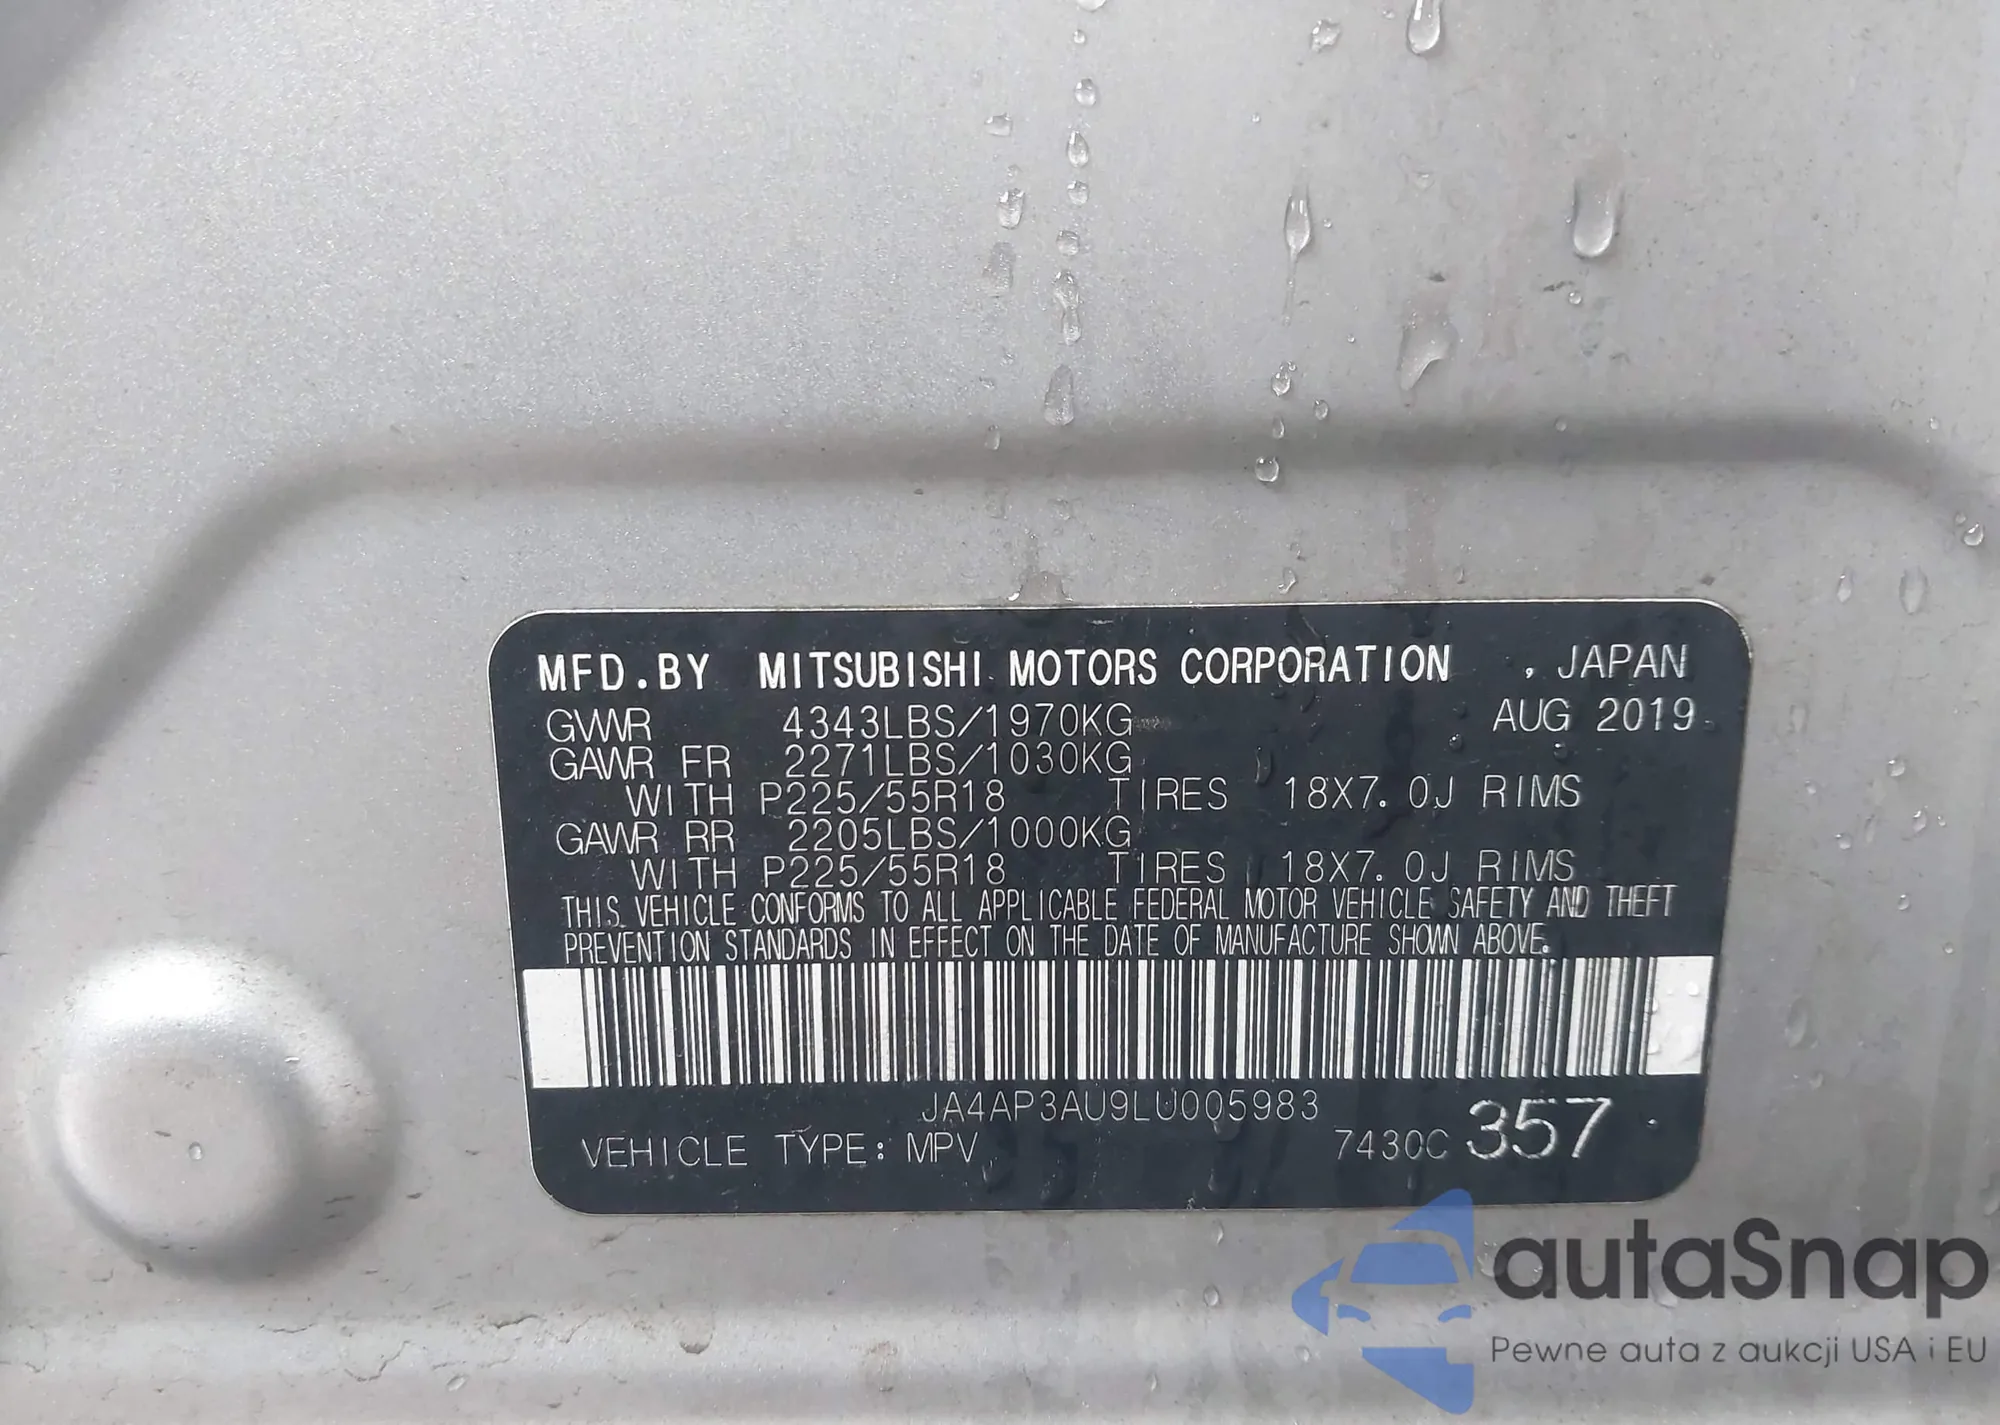 MFD.BY MITSUBISHI MOTORS CORPORATION , JAPAN
GVWR 4343LBS/1970KG AUG 2019
GAWR FR 2271LBS/1030KG
WITH P225/55R18 TIRES 18X7.0J RIMS
GAWR RR 2205LBS/1000KG
WITH P225/55R18 TIRES 18X7.0J RIMS
THIS VEHICLE CONFORMS TO ALL APPLICABLE FEDERAL MOTOR VEHICLE SAFETY AND THEFT
PREVENTION STANDARDS IN EFFECT ON THE DATE OF MANUFACTURE SHOWN ABOVE.
JA4AP3AU9LU005983
VEHICLE TYPE: MPV 7430C 357
autaSnap
Pewne auta z aukcji USA i EU